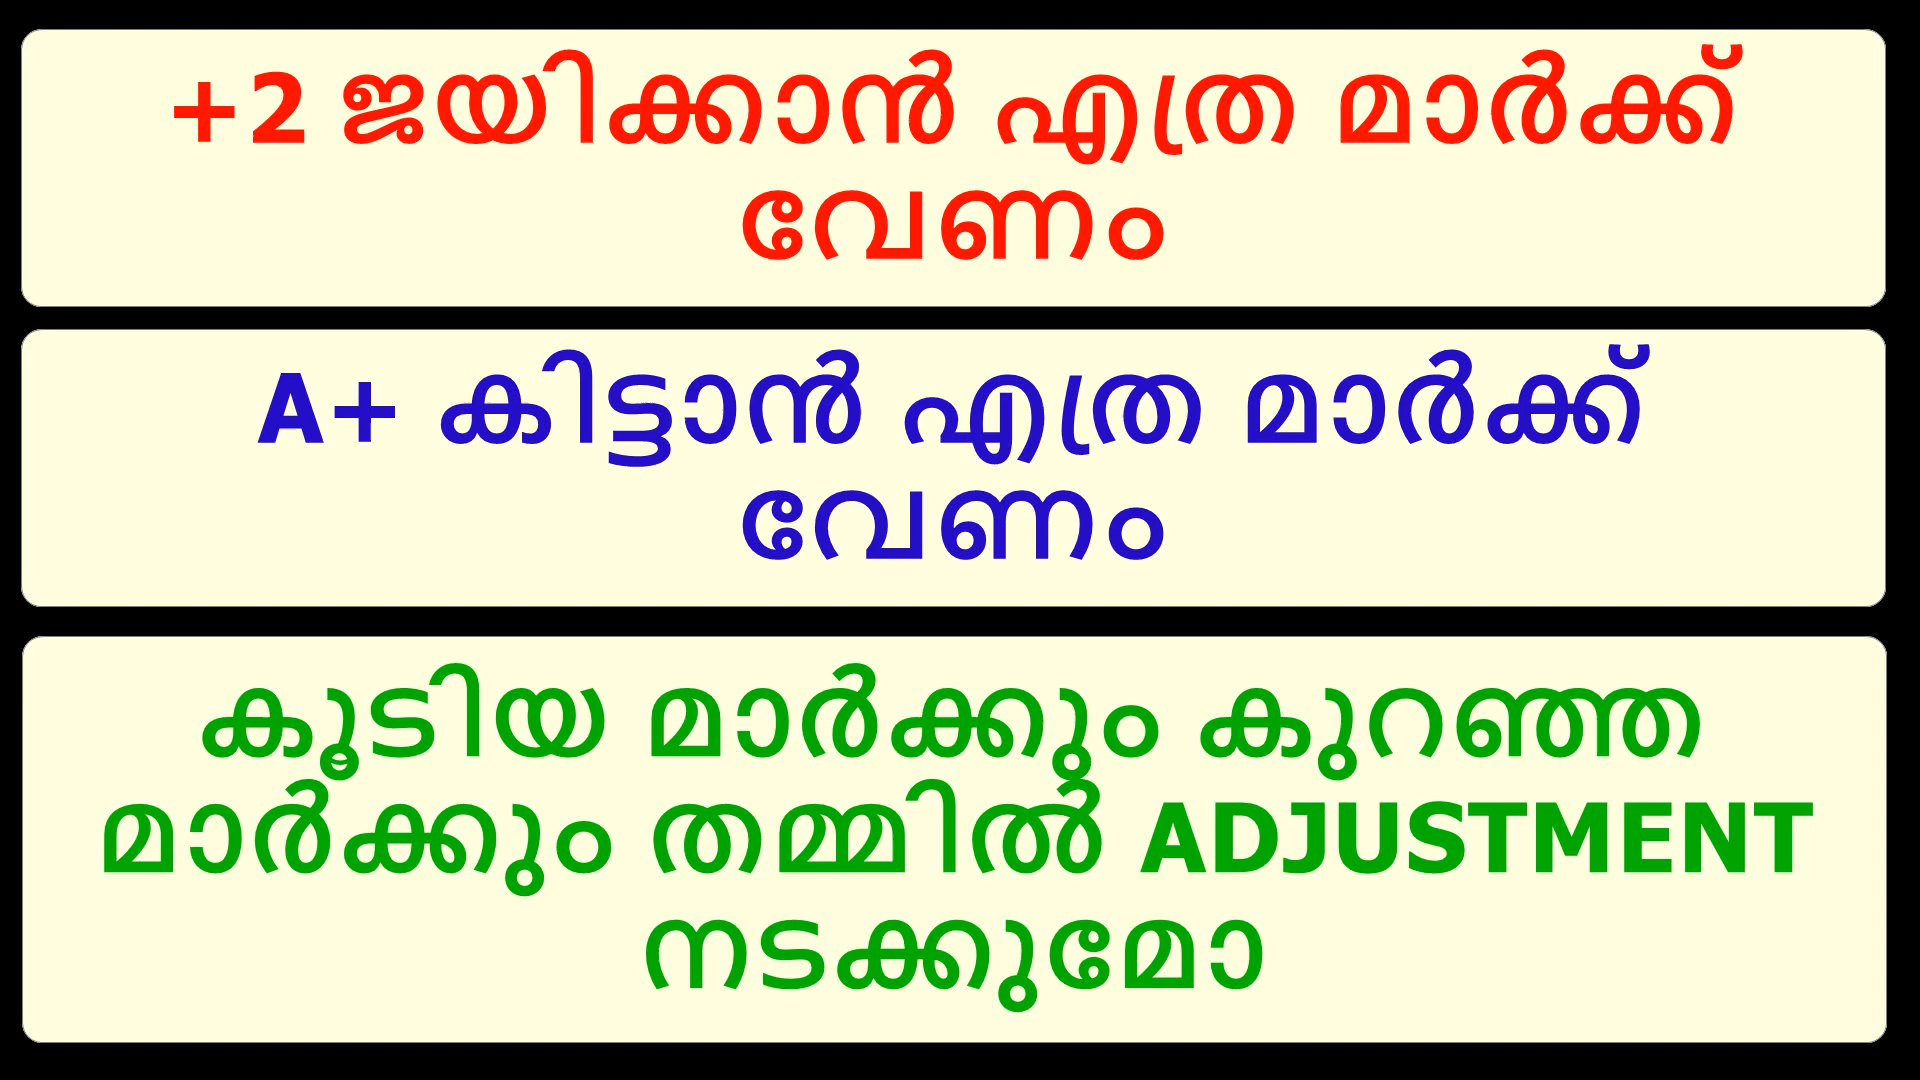 +2 ജയിക്കാൻ എത്ര മാർക്ക്
വേണം
A+ കിട്ടാൻ എത്ര മാർക്ക്
വേണം
കൂടിയ മാർക്കും കുറഞ്ഞ
മാർക്കും തമ്മിൽ ADJUSTMENT
നടക്കുമോ